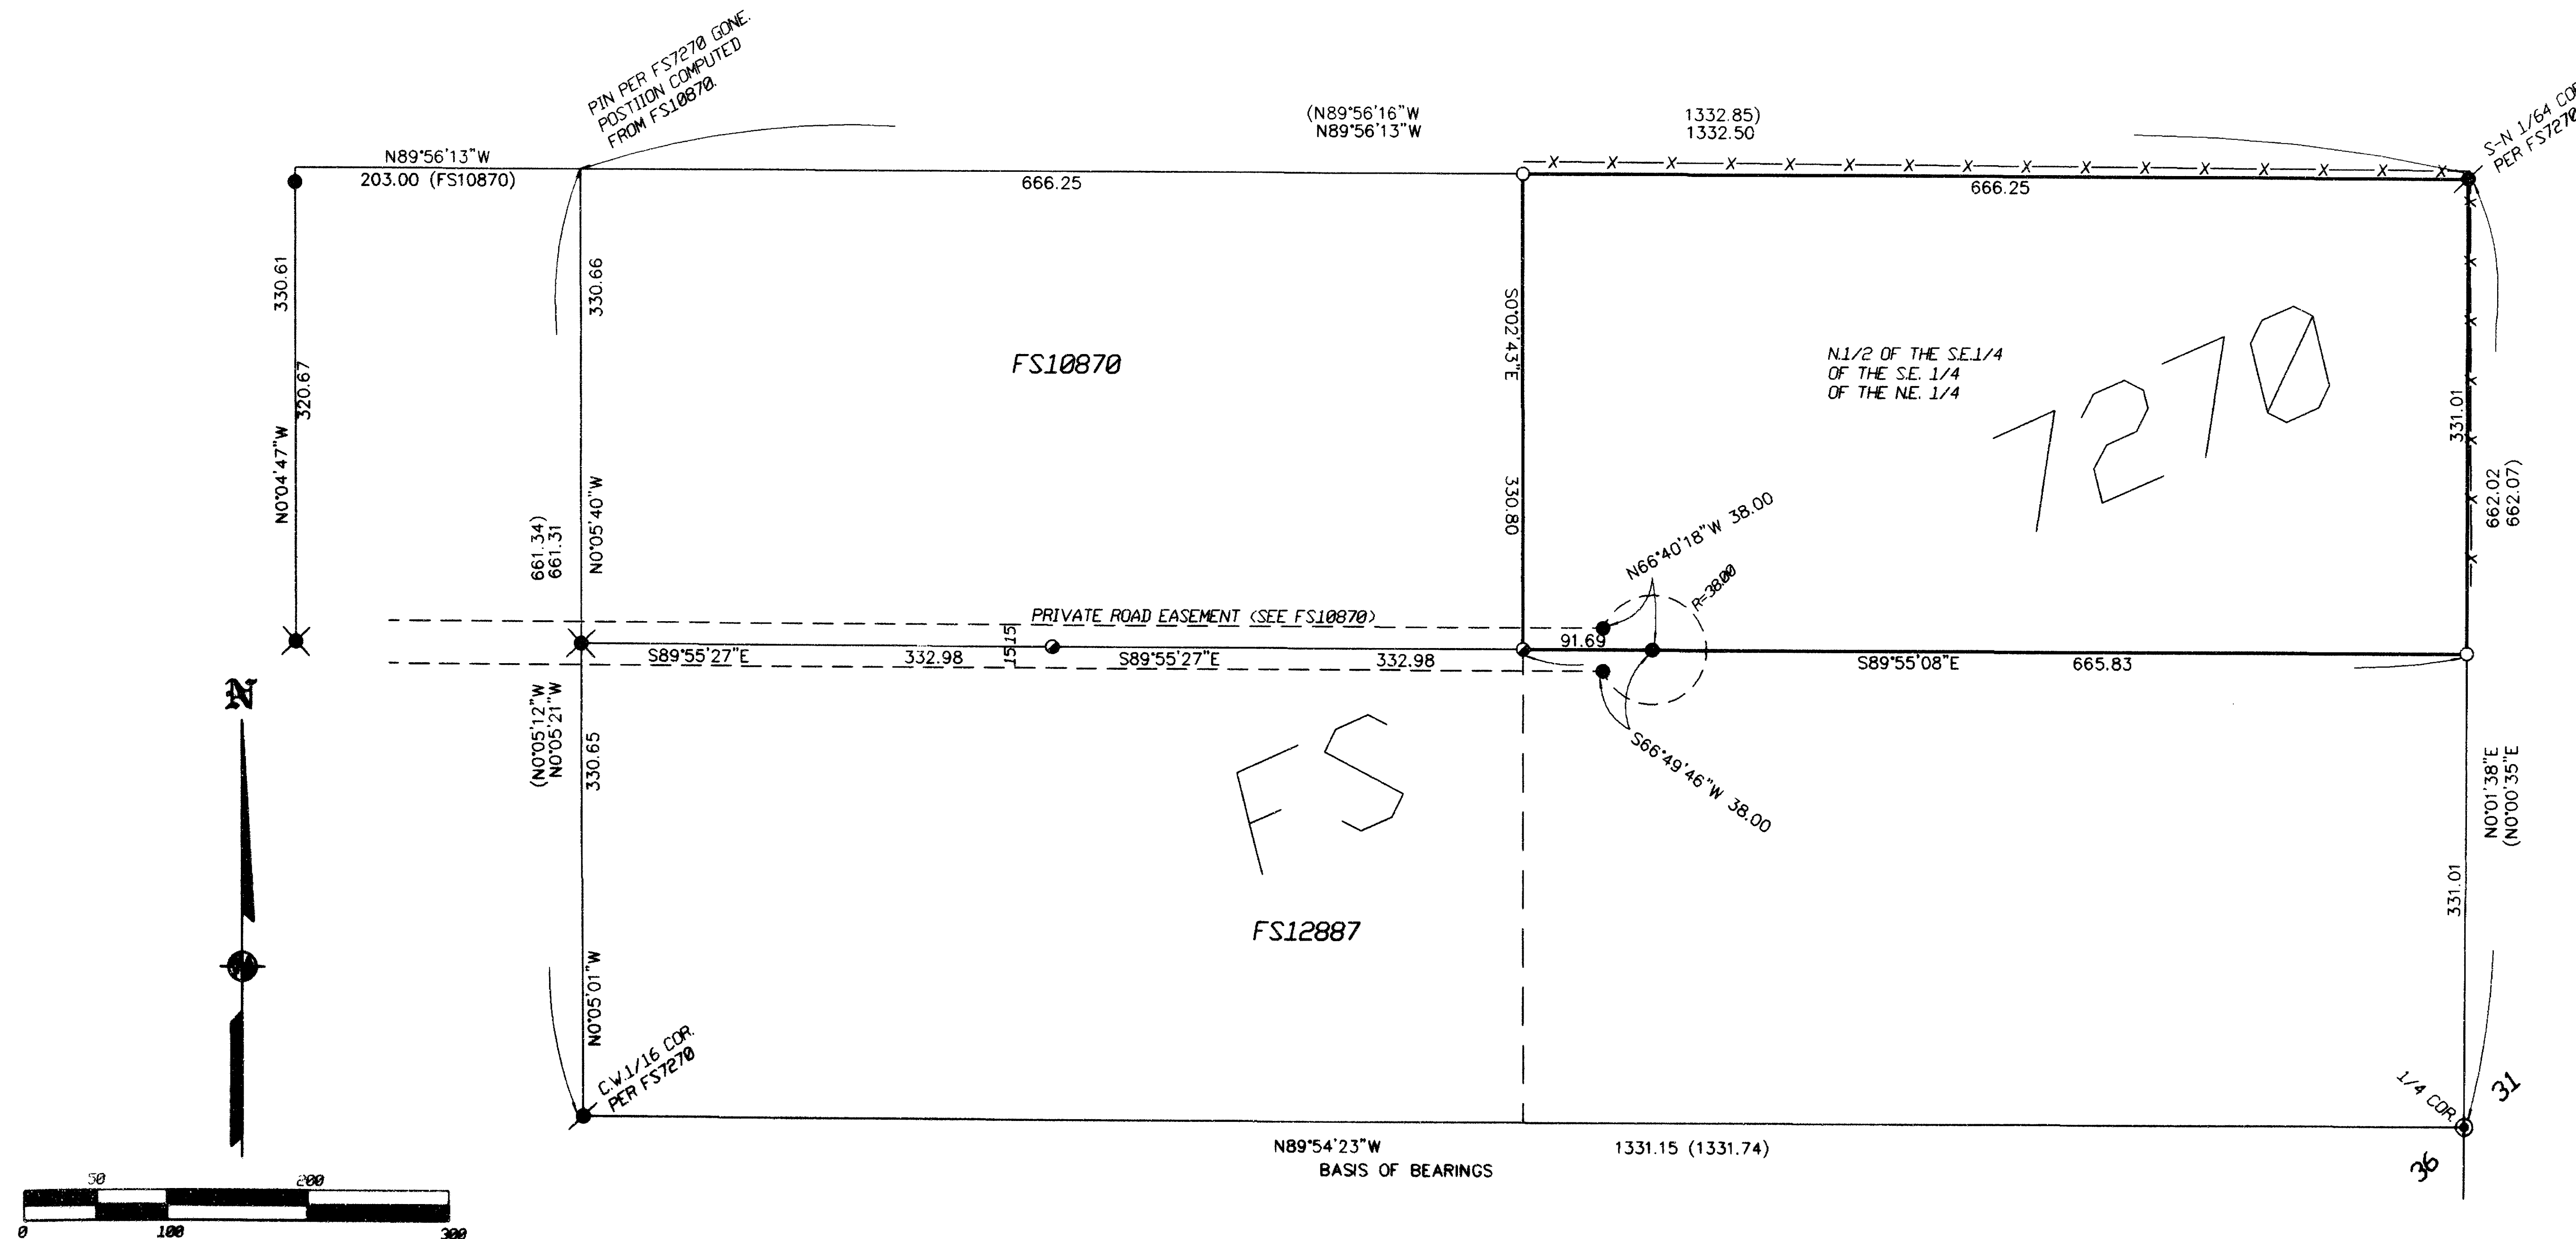 PIN PER FS7270 GONE.
POSTIION COMPUTED
FROM FS10870.
(N89°56'16"W 1332.85)
N89°56'13"W 1332.50
S-N 1/64 COR
PER FS7270
N89°56'13"W
203.00 (FS10870)
666.25
666.25
330.61
320.67
N0°04'47"W
330.66
N0°05'40"W
661.34)
661.31
(N0°05'12"W
N0°05'21"W
FS10870
S0°02'43"E
330.80
N.1/2 OF THE S.E.1/4
OF THE S.E. 1/4
OF THE N.E. 1/4
7270
331.01
662.02
662.07)
N66°40'18"W 38.00
R=38.00
PRIVATE ROAD EASEMENT (SEE FS10870)
15' 15'
91.69
S89°55'27"E 332.98
S89°55'27"E 332.98
S89°55'08"E 665.83
S66°49'46"W 38.00
N
330.65
N0°05'01"W
FS
FS12887
N0°01'38"E
(N0°00'35"E
331.01
C.W.1/16 COR.
PER FS7270
1/4 COR
31
36
N89°54'23"W 1331.15 (1331.74)
BASIS OF BEARINGS
50 200
0 100 300